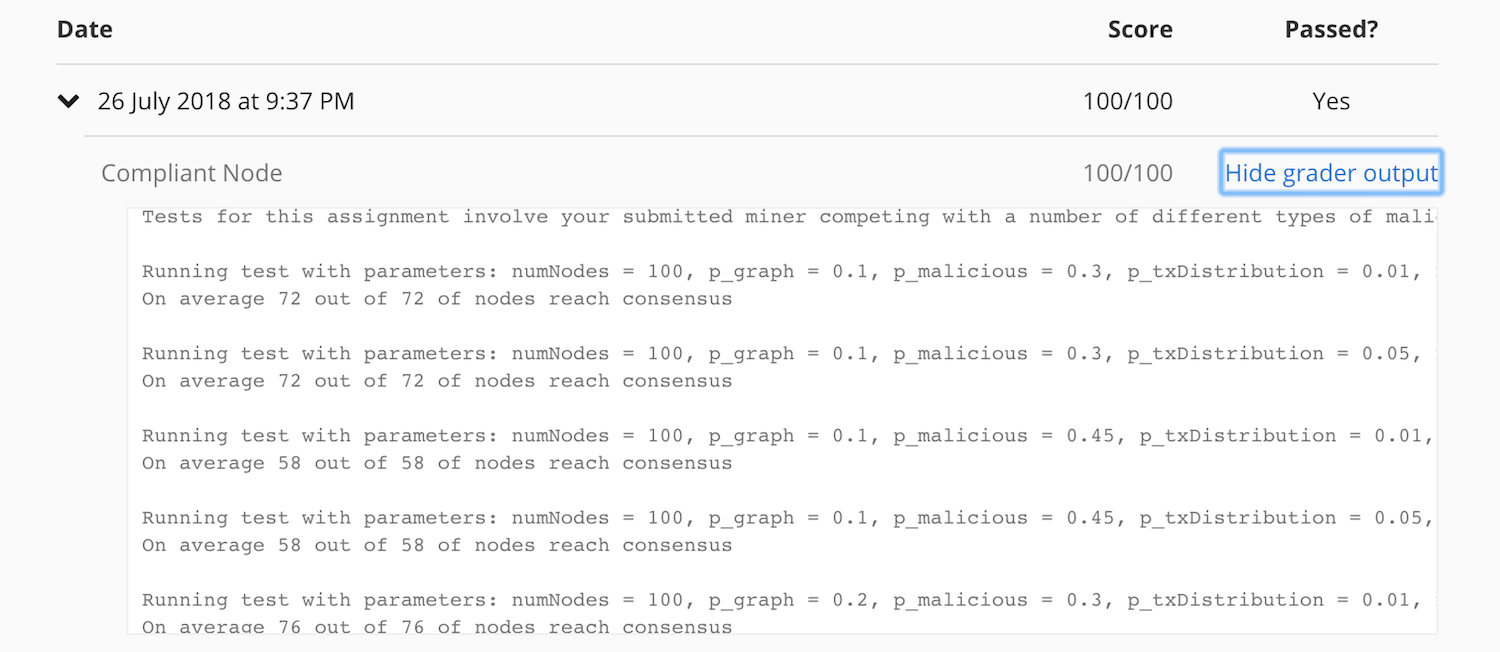 Date Score Passed?
26 July 2018 at 9:37 PM 100/100 Yes
Compliant Node 100/100 Hide grader output
Tests for this assignment involve your submitted miner competing with a number of different types of
Running test with parameters: numNodes = 100, p_graph = 0.1, p_malicious = 0.3, p_txDistribution = 0.01,
On average 72 out of 72 of nodes reach consensus
Running test with parameters: numNodes = 100, p_graph = 0.1, p_malicious = 0.3, p_txDistribution = 0.05,
On average 72 out of 72 of nodes reach consensus
Running test with parameters: numNodes = 100, p_graph = 0.1, p_malicious = 0.45, p_txDistribution = 0.01,
On average 58 out of 58 of nodes reach consensus
Running test with parameters: numNodes = 100, p_graph = 0.1, p_malicious = 0.45, p_txDistribution = 0.05,
On average 58 out of 58 of nodes reach consensus
Running test with parameters: numNodes = 100, p_graph = 0.2, p_malicious = 0.3, p_txDistribution = 0.01,
On average 76 out of 76 of nodes reach consensus